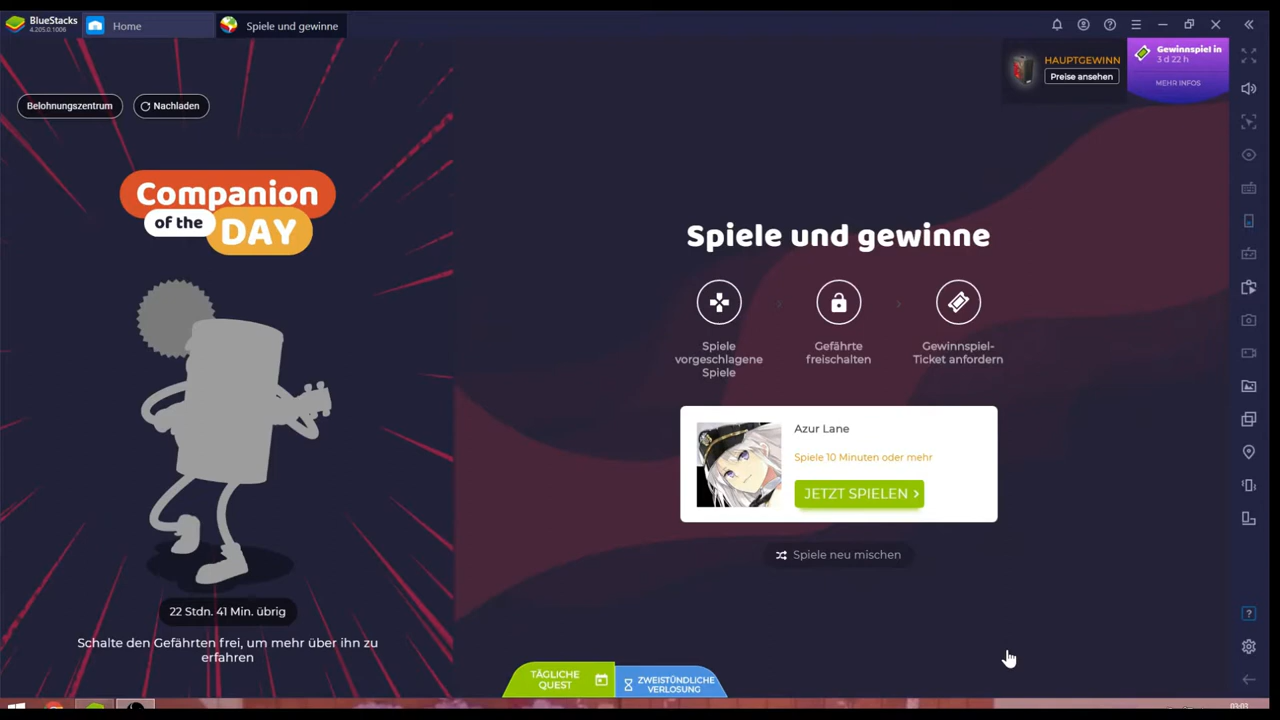 BlueStacks
4.205.0.1006
Home
Spiele und gewinne
HAUPTGEWINN
Preise ansehen
Gewinnspiel in
3 d 22 h
MEHR INFOS
Belohnungszentrum
Nachladen
Companion
of the
DAY
22 Stdn. 41 Min. übrig
Schalte den Gefährten frei, um mehr über ihn zu
erfahren
Spiele und gewinne
Spiele
vorgeschlagene
Spiele
Gefährte
freischalten
Gewinnspiel-
Ticket anfordern
Azur Lane
Spiele 10 Minuten oder mehr
JETZT SPIELEN
Spiele neu mischen
TÄGLICHE
QUEST
ZWEISTÜNDLICHE
VERLOSUNG
03:03